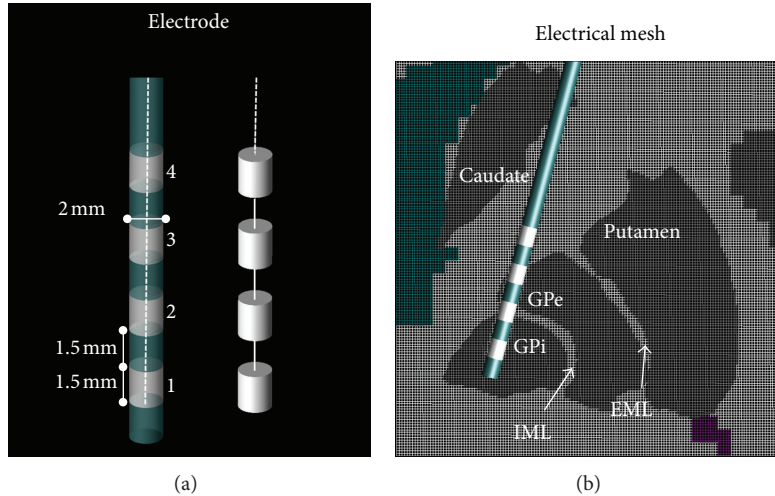 Electrode
4
2 mm
3
2
1.5 mm
1.5 mm
1
(a)
Electrical mesh
Caudate
Putamen
GPe
GPi
EML
IML
(b)